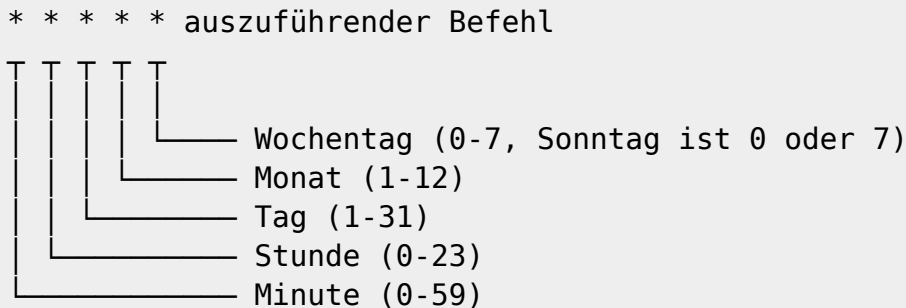 * * * * * auszuführender Befehl
Wochentag (0-7, Sonntag ist 0 oder 7)
Monat (1-12)
Tag (1-31)
Stunde (0-23)
Minute (0-59)